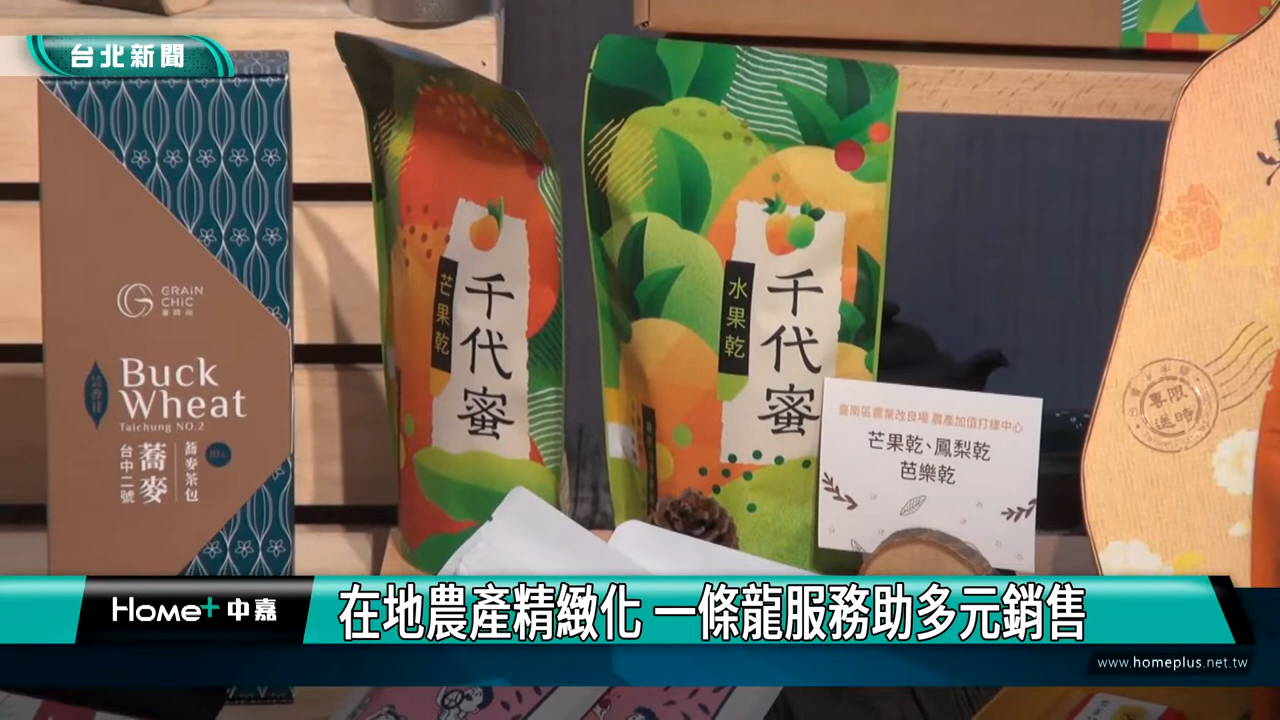 台北新聞
GRAiN
CHiC
Buck
Wheat
Taichung NO.2
台中二號
蕎麥
蕎麥茶包
千代蜜
芒果乾
千代蜜
水果乾
臺南區農業改良場 農產加值打樣中心
芒果乾、鳳梨乾
芭樂乾
Home+ 中嘉
在地農產精緻化 一條龍服務助多元銷售
www.homeplus.net.tw